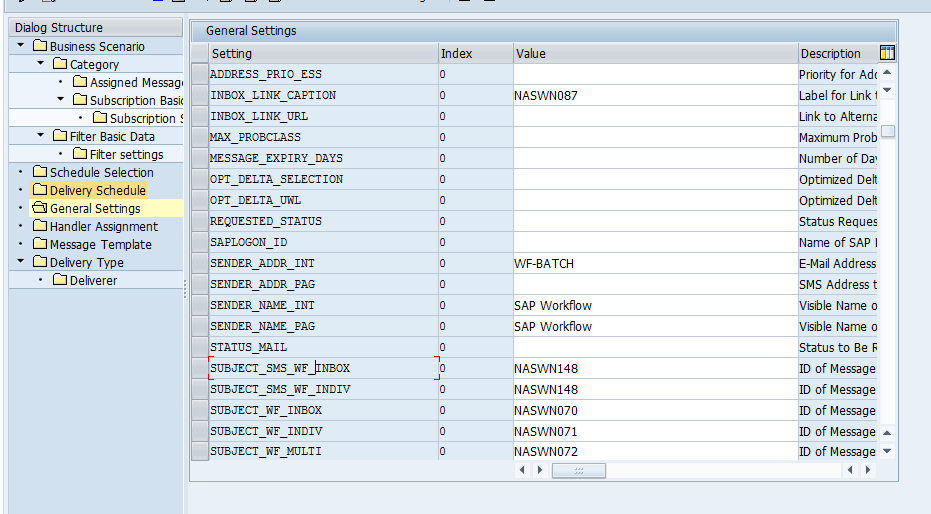 Dialog Structure
Business Scenario
Category
Assigned Message
Subscription Basic
Subscription S
Filter Basic Data
Filter settings
Schedule Selection
Delivery Schedule
General Settings
Handler Assignment
Message Template
Delivery Type
Deliverer
General Settings
Setting Index Value Description
ADDRESS_PRIO_ESS 0 Priority for Add
INBOX_LINK_CAPTION 0 NASWN087 Label for Link t
INBOX_LINK_URL 0 Link to Alterna
MAX_PROBCLASS 0 Maximum Prob
MESSAGE_EXPIRY_DAYS 0 Number of Day
OPT_DELTA_SELECTION 0 Optimized Delt
OPT_DELTA_UWL 0 Optimized Delt
REQUESTED_STATUS 0 Status Reques
SAPLOGON_ID 0 Name of SAP
SENDER_ADDR_INT 0 WF-BATCH E-Mail Address
SENDER_ADDR_PAG 0 SMS Address t
SENDER_NAME_INT 0 SAP Workflow Visible Name o
SENDER_NAME_PAG 0 SAP Workflow Visible Name o
STATUS_MAIL 0 Status to Be R
SUBJECT_SMS_WF_INBOX 0 NASWN148 ID of Message
SUBJECT_SMS_WF_INDIV 0 NASWN148 ID of Message
SUBJECT_WF_INBOX 0 NASWN070 ID of Message
SUBJECT_WF_INDIV 0 NASWN071 ID of Message
SUBJECT_WF_MULTI 0 NASWN072 ID of Message